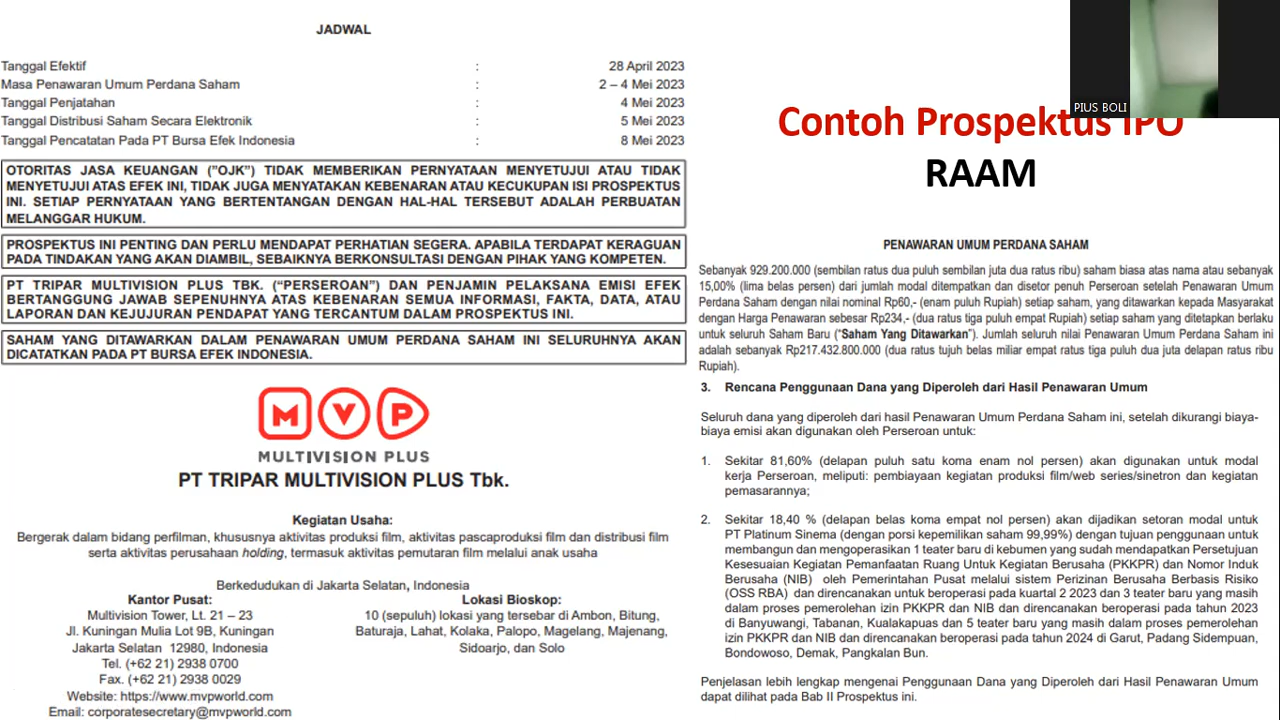 JADWAL
Tanggal Efektif : 28 April 2023
Masa Penawaran Umum Perdana Saham : 2 – 4 Mei 2023
Tanggal Penjatahan : 4 Mei 2023
Tanggal Distribusi Saham Secara Elektronik : 5 Mei 2023
Tanggal Pencatatan Pada PT Bursa Efek Indonesia : 8 Mei 2023
OTORITAS JASA KEUANGAN ("OJK") TIDAK MEMBERIKAN PERNYATAAN MENYETUJUI ATAU TIDAK
MENYETUJUI ATAS EFEK INI, TIDAK JUGA MENYATAKAN KEBENARAN ATAU KECUKUPAN ISI PROSPEKTUS
INI. SETIAP PERNYATAAN YANG BERTENTANGAN DENGAN HAL-HAL TERSEBUT ADALAH PERBUATAN
MELANGGAR HUKUM.
PROSPEKTUS INI PENTING DAN PERLU MENDAPAT PERHATIAN SEGERA. APABILA TERDAPAT KERAGUAN
PADA TINDAKAN YANG AKAN DIAMBIL, SEBAIKNYA BERKONSULTASI DENGAN PIHAK YANG KOMPETEN.
PT TRIPAR MULTIVISION PLUS TBK. ("PERSEROAN") DAN PENJAMIN PELAKSANA EMISI EFEK
BERTANGGUNG JAWAB SEPENUHNYA ATAS KEBENARAN SEMUA INFORMASI, FAKTA, DATA, ATAU
LAPORAN DAN KEJUJURAN PENDAPAT YANG TERCANTUM DALAM PROSPEKTUS INI.
SAHAM YANG DITAWARKAN DALAM PENAWARAN UMUM PERDANA SAHAM INI SELURUHNYA AKAN
DICATATKAN PADA PT BURSA EFEK INDONESIA.
MVP
MULTIVISION PLUS
PT TRIPAR MULTIVISION PLUS Tbk.
Kegiatan Usaha:
Bergerak dalam bidang perfilman, khususnya aktivitas produksi film, aktivitas pascaproduksi film dan distribusi film
serta aktivitas perusahaan holding, termasuk aktivitas pemutaran film melalui anak usaha
Berkedudukan di Jakarta Selatan, Indonesia
Kantor Pusat:
Multivision Tower, Lt. 21 – 23
Jl. Kuningan Mulia Lot 9B, Kuningan
Jakarta Selatan 12980, Indonesia
Tel. (+62 21) 2938 0700
Fax. (+62 21) 2938 0029
Website: https://www.mvpworld.com
Email: corporatesecretary@mvpworld.com
Lokasi Bioskop:
10 (sepuluh) lokasi yang tersebar di Ambon, Bitung,
Baturaja, Lahat, Kolaka, Palopo, Magelang, Majenang,
Sidoarjo, dan Solo
PIUS BOLI
Contoh Prospektus IPO
RAAM
PENAWARAN UMUM PERDANA SAHAM
Sebanyak 929.200.000 (sembilan ratus dua puluh sembilan juta dua ratus ribu) saham biasa atas nama atau sebanyak
15,00% (lima belas persen) dari jumlah modal ditempatkan dan disetor penuh Perseroan setelah Penawaran Umum
Perdana Saham dengan nilai nominal Rp60,- (enam puluh Rupiah) setiap saham, yang ditawarkan kepada Masyarakat
dengan Harga Penawaran sebesar Rp234,- (dua ratus tiga puluh empat Rupiah) setiap saham yang ditetapkan berlaku
untuk seluruh Saham Baru ("Saham Yang Ditawarkan"). Jumlah seluruh nilai Penawaran Umum Perdana Saham ini
adalah sebanyak Rp217.432.800.000 (dua ratus tujuh belas miliar empat ratus tiga puluh dua juta delapan ratus ribu
Rupiah).
3. Rencana Penggunaan Dana yang Diperoleh dari Hasil Penawaran Umum
Seluruh dana yang diperoleh dari hasil Penawaran Umum Perdana Saham ini, setelah dikurangi biaya-
biaya emisi akan digunakan oleh Perseroan untuk:
1. Sekitar 81,60% (delapan puluh satu koma enam nol persen) akan digunakan untuk modal
kerja Perseroan, meliputi: pembiayaan kegiatan produksi film/web series/sinetron dan kegiatan
pemasarannya;
2. Sekitar 18,40 % (delapan belas koma empat nol persen) akan dijadikan setoran modal untuk
PT Platinum Sinema (dengan porsi kepemilikan saham 99,99%) dengan tujuan penggunaan untuk
membangun dan mengoperasikan 1 teater baru di kebumen yang sudah mendapatkan Persetujuan
Kesesuaian Kegiatan Pemanfaatan Ruang Untuk Kegiatan Berusaha (PKKPR) dan Nomor Induk
Berusaha (NIB) oleh Pemerintahan Pusat melalui sistem Perizinan Berusaha Berbasis Risiko
(OSS RBA) dan direncanakan untuk beroperasi pada kuartal 2 2023 dan 3 teater baru yang masih
dalam proses pemerolehan izin PKKPR dan NIB dan direncanakan beroperasi pada tahun 2023
di Banyuwangi, Tabanan, Kualakapuas dan 5 teater baru yang masih dalam proses pemerolehan
izin PKKPR dan NIB dan direncanakan beroperasi pada tahun 2024 di Garut, Padang Sidempuan,
Bondowoso, Demak, Pangkalan Bun.
Penjelasan lebih lengkap mengenai Penggunaan Dana yang Diperoleh dari Hasil Penawaran Umum
dapat dilihat pada Bab II Prospektus ini.